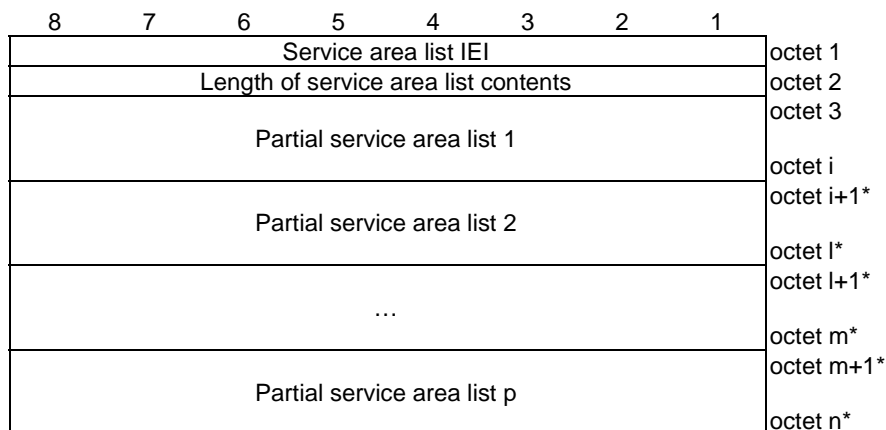 8 7 6 5 4 3 2 1
Service area list IEI octet 1
Length of service area list contents octet 2
octet 3
Partial service area list 1
octet i
octet i+1*
Partial service area list 2
octet l*
octet l+1*
…
octet m*
octet m+1*
Partial service area list p
octet n*